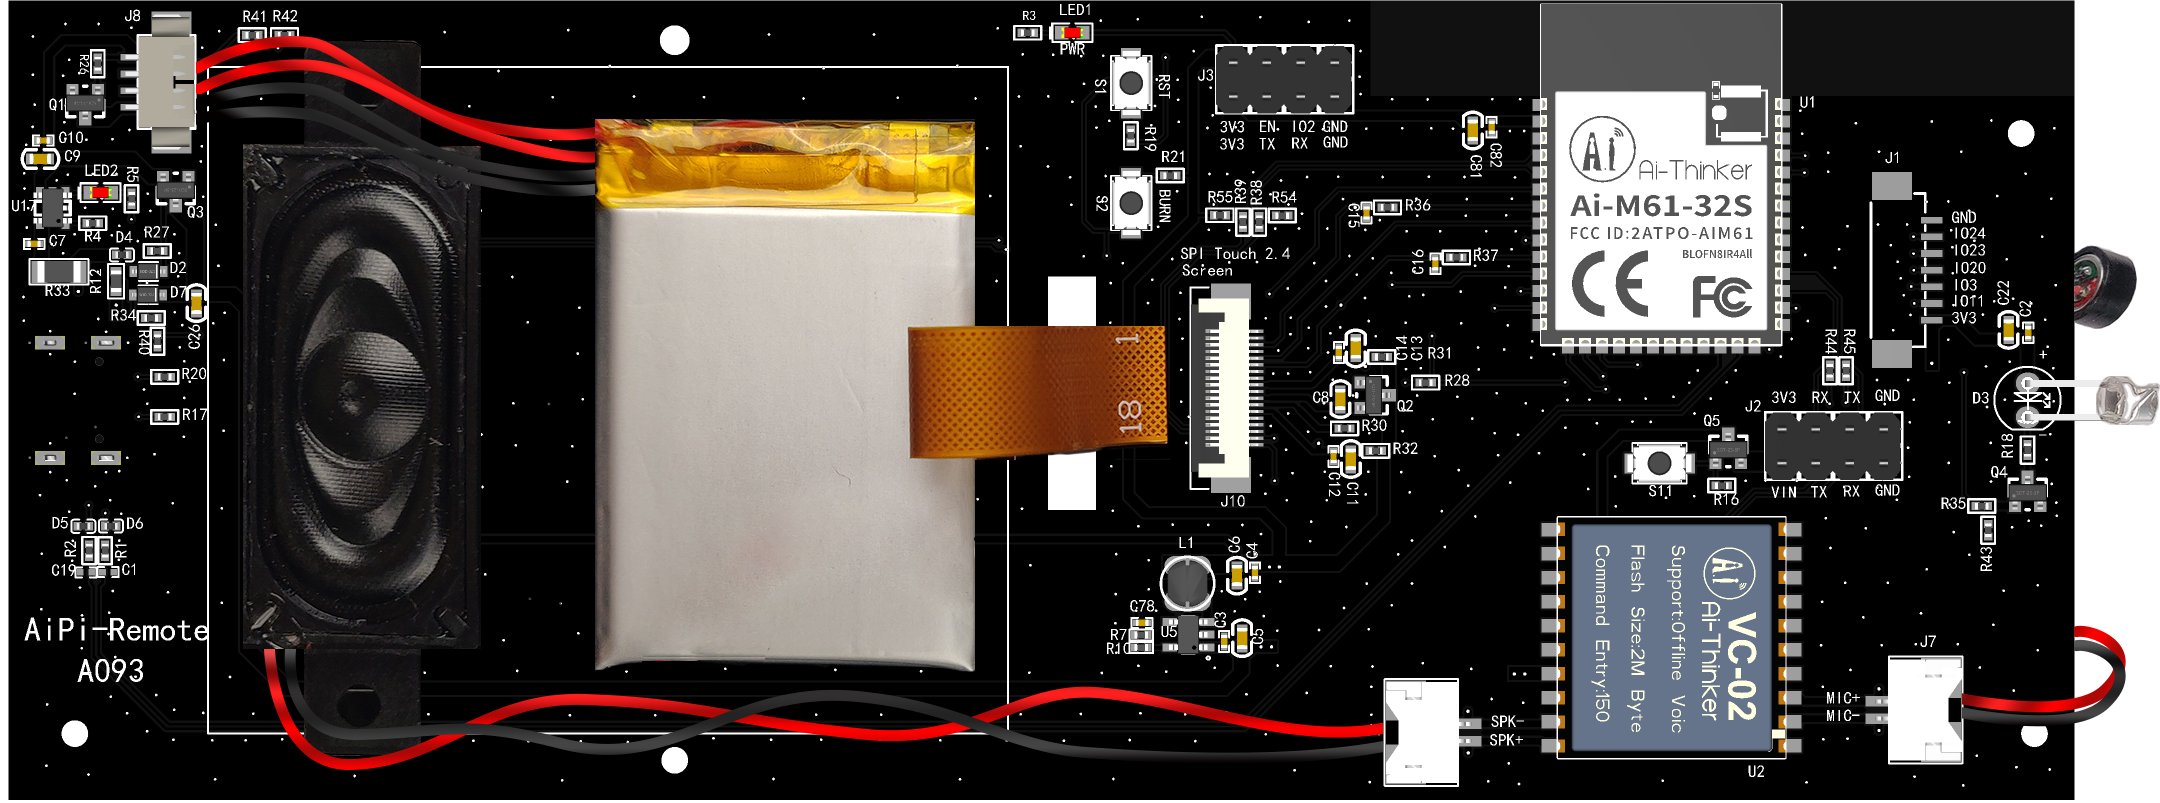 J8
R41 R42
R26
Q1
C10
C9
LED2
R5
U17
Q3
R4
C7
D4
R27
R33
R12
D2
D7
R34
C26
R40
R20
R17
D5
D6
R2
R1
C19
C1
AiPi-Remote
A093
R3
LED1
PWR
S1
RST
R19
R21
S2
BURN
J3
3V3 EN IO2 GND
3V3 TX RX GND
R55
R39
R38
R54
SPI Touch 2.4
Screen
C15
R36
C16
R37
C81
C82
1
18
J10
C14
C13
R31
R28
C8
Q2
R30
R32
C12
C11
L1
C6
C4
C78
R7
R10
U5
C3
C5
SPK-
SPK+
U1
Ai
Ai-Thinker
Ai-M61-32S
FCC ID:2ATPO-AIM61
BLOFN8IR4All
CE
FC
J1
GND
IO24
IO23
IO20
IO3
IO11
3V3
C22
C2
R44
R45
D3
+
R18
Q4
R35
R43
J2
3V3 RX TX GND
VIN TX RX GND
Q5
S11
R16
Ai
Ai-Thinker
VC-02
Support:Offline Voic
Flash Size:2M Byte
Command Entry:150
U2
MIC+
MIC-
J7